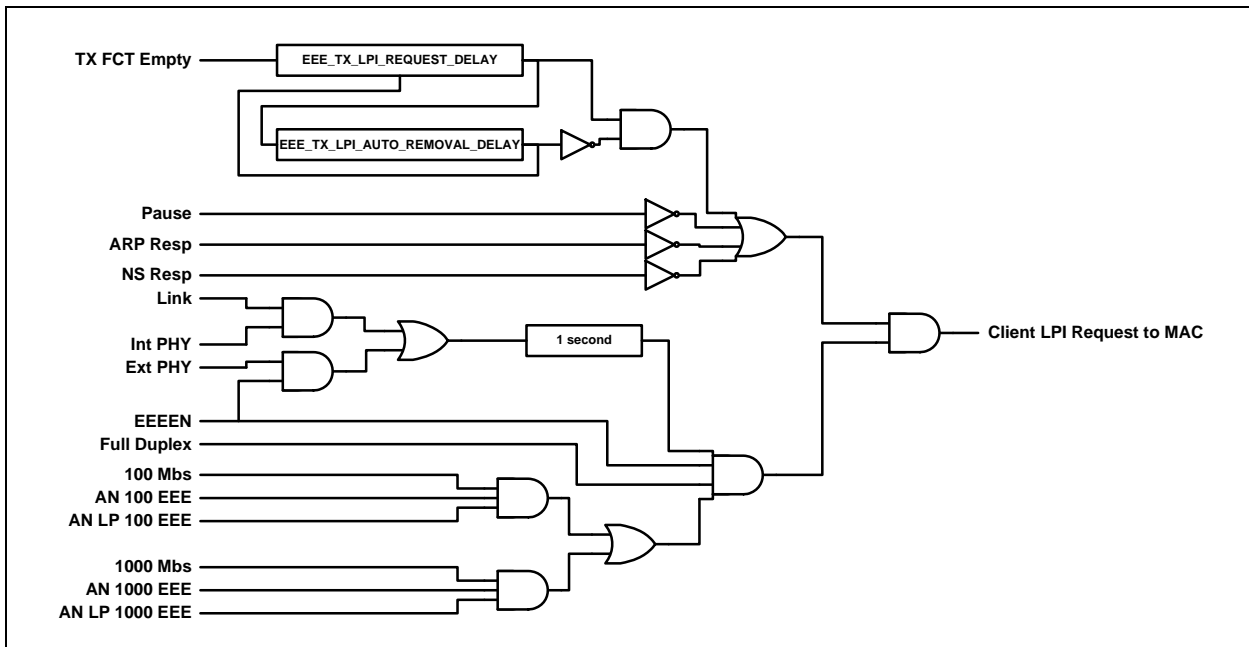 TX FCT Empty
EEE_TX_LPI_REQUEST_DELAY
EEE_TX_LPI_AUTO_REMOVAL_DELAY
Pause
ARP Resp
NS Resp
Link
Int PHY
Ext PHY
1 second
Client LPI Request to MAC
EEEEN
Full Duplex
100 Mbs
AN 100 EEE
AN LP 100 EEE
1000 Mbs
AN 1000 EEE
AN LP 1000 EEE